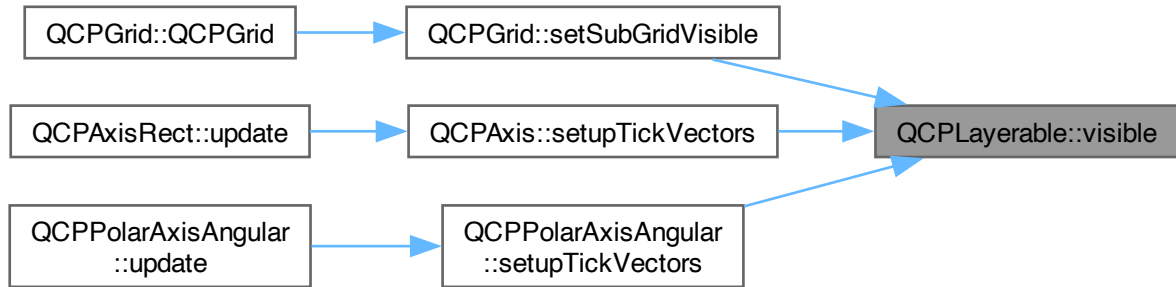 QCPGrid::QCPGrid
QCPGrid::setSubGridVisible
QCPAxisRect::update
QCPAxis::setupTickVectors
QCPLayerable::visible
QCPPolarAxisAngular
::update
QCPPolarAxisAngular
::setupTickVectors